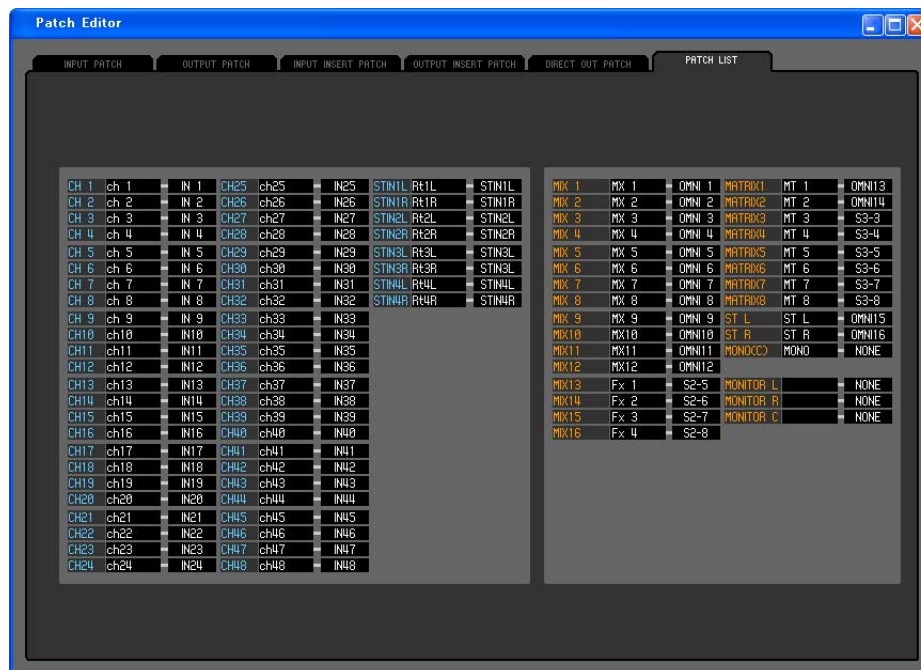 Patch Editor
INPUT PATCH OUTPUT PATCH INPUT INSERT PATCH OUTPUT INSERT PATCH DIRECT OUT PATCH PATCH LIST
CH 1 ch 1 IN 1 CH25 ch25 IN25 STIN1L Rt1L STIN1L MIX 1 MX 1 OMNI 1 MATRIX1 MT 1 OMNI13
CH 2 ch 2 IN 2 CH26 ch26 IN26 STIN1R Rt1R STIN1R MIX 2 MX 2 OMNI 2 MATRIX2 MT 2 OMNI14
CH 3 ch 3 IN 3 CH27 ch27 IN27 STIN2L Rt2L STIN2L MIX 3 MX 3 OMNI 3 MATRIX3 MT 3 S3-3
CH 4 ch 4 IN 4 CH28 ch28 IN28 STIN2R Rt2R STIN2R MIX 4 MX 4 OMNI 4 MATRIX4 MT 4 S3-4
CH 5 ch 5 IN 5 CH29 ch29 IN29 STIN3L Rt3L STIN3L MIX 5 MX 5 OMNI 5 MATRIX5 MT 5 S3-5
CH 6 ch 6 IN 6 CH30 ch30 IN30 STIN3R Rt3R STIN3R MIX 6 MX 6 OMNI 6 MATRIX6 MT 6 S3-6
CH 7 ch 7 IN 7 CH31 ch31 IN31 STIN4L Rt4L STIN4L MIX 7 MX 7 OMNI 7 MATRIX7 MT 7 S3-7
CH 8 ch 8 IN 8 CH32 ch32 IN32 STIN4R Rt4R STIN4R MIX 8 MX 8 OMNI 8 MATRIX8 MT 8 S3-8
CH 9 ch 9 IN 9 CH33 ch33 IN33 MIX 9 MX 9 OMNI 9 ST L ST L OMNI15
CH10 ch10 IN10 CH34 ch34 IN34 MIX10 MX10 OMNI10 ST R ST R OMNI16
CH11 ch11 IN11 CH35 ch35 IN35 MIX11 MX11 OMNI11 MONO(C) MONO NONE
CH12 ch12 IN12 CH36 ch36 IN36 MIX12 MX12 OMNI12
CH13 ch13 IN13 CH37 ch37 IN37 MIX13 Fx 1 S2-5 MONITOR L NONE
CH14 ch14 IN14 CH38 ch38 IN38 MIX14 Fx 2 S2-6 MONITOR R NONE
CH15 ch15 IN15 CH39 ch39 IN39 MIX15 Fx 3 S2-7 MONITOR C NONE
CH16 ch16 IN16 CH40 ch40 IN40 MIX16 Fx 4 S2-8
CH17 ch17 IN17 CH41 ch41 IN41
CH18 ch18 IN18 CH42 ch42 IN42
CH19 ch19 IN19 CH43 ch43 IN43
CH20 ch20 IN20 CH44 ch44 IN44
CH21 ch21 IN21 CH45 ch45 IN45
CH22 ch22 IN22 CH46 ch46 IN46
CH23 ch23 IN23 CH47 ch47 IN47
CH24 ch24 IN24 CH48 ch48 IN48